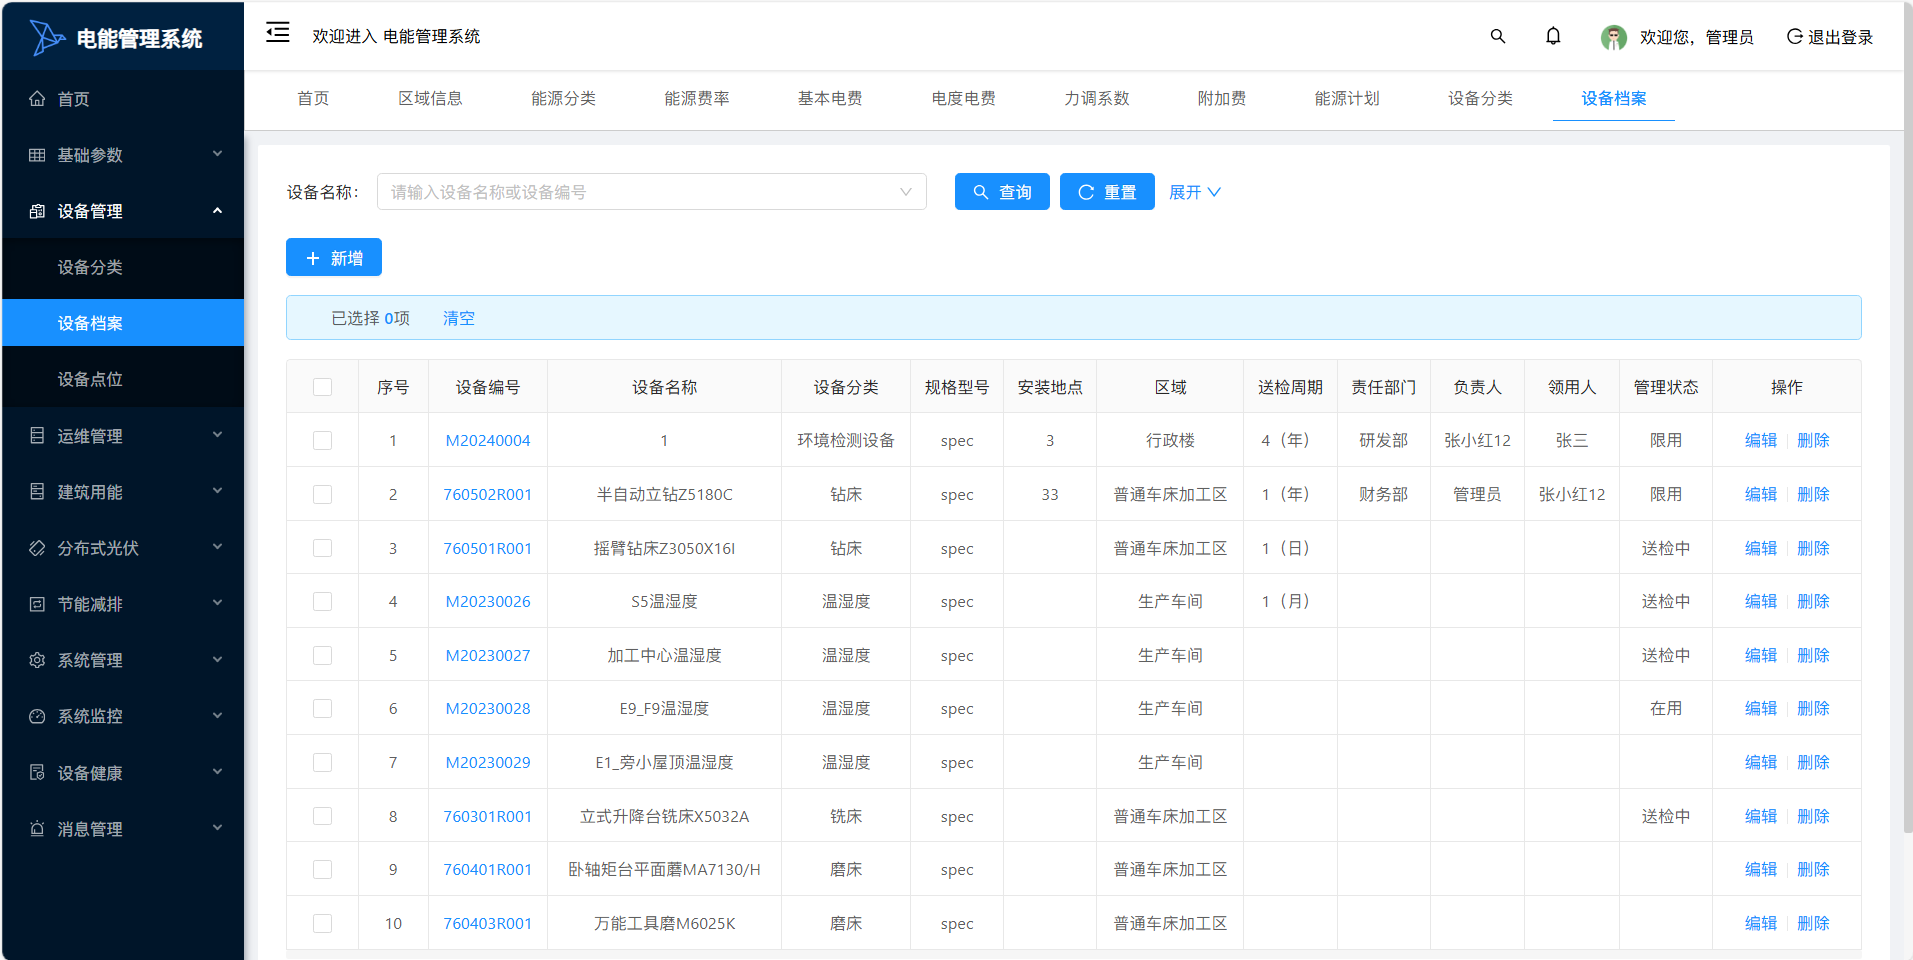 电能管理系统
欢迎进入 电能管理系统
欢迎您，管理员
退出登录
首页
基础参数
设备管理
设备分类
设备档案
设备点位
运维管理
建筑用能
分布式光伏
节能减排
系统管理
系统监控
设备健康
消息管理
首页 区域信息 能源分类 能源费率 基本电费 电度电费 力调系数 附加费 能源计划 设备分类 设备档案
设备名称： 请输入设备名称或设备编号 查询 重置 展开
新增
已选择 0项 清空
序号 设备编号 设备名称 设备分类 规格型号 安装地点 区域 送检周期 责任部门 负责人 领用人 管理状态 操作
1 M20240004 1 环境检测设备 spec 3 行政楼 4（年） 研发部 张小红12 张三 限用 编辑 删除
2 760502R001 半自动立钻Z5180C 钻床 spec 33 普通车床加工区 1（年） 财务部 管理员 张小红12 限用 编辑 删除
3 760501R001 摇臂钻床Z3050X16I 钻床 spec 普通车床加工区 1（日） 送检中 编辑 删除
4 M20230026 S5温湿度 温湿度 spec 生产车间 1（月） 送检中 编辑 删除
5 M20230027 加工中心温湿度 温湿度 spec 生产车间 送检中 编辑 删除
6 M20230028 E9_F9温湿度 温湿度 spec 生产车间 在用 编辑 删除
7 M20230029 E1_旁小屋顶温湿度 温湿度 spec 生产车间 编辑 删除
8 760301R001 立式升降台铣床X5032A 铣床 spec 普通车床加工区 送检中 编辑 删除
9 760401R001 卧轴矩台平面蘑MA7130/H 磨床 spec 普通车床加工区 编辑 删除
10 760403R001 万能工具磨M6025K 磨床 spec 普通车床加工区 编辑 删除